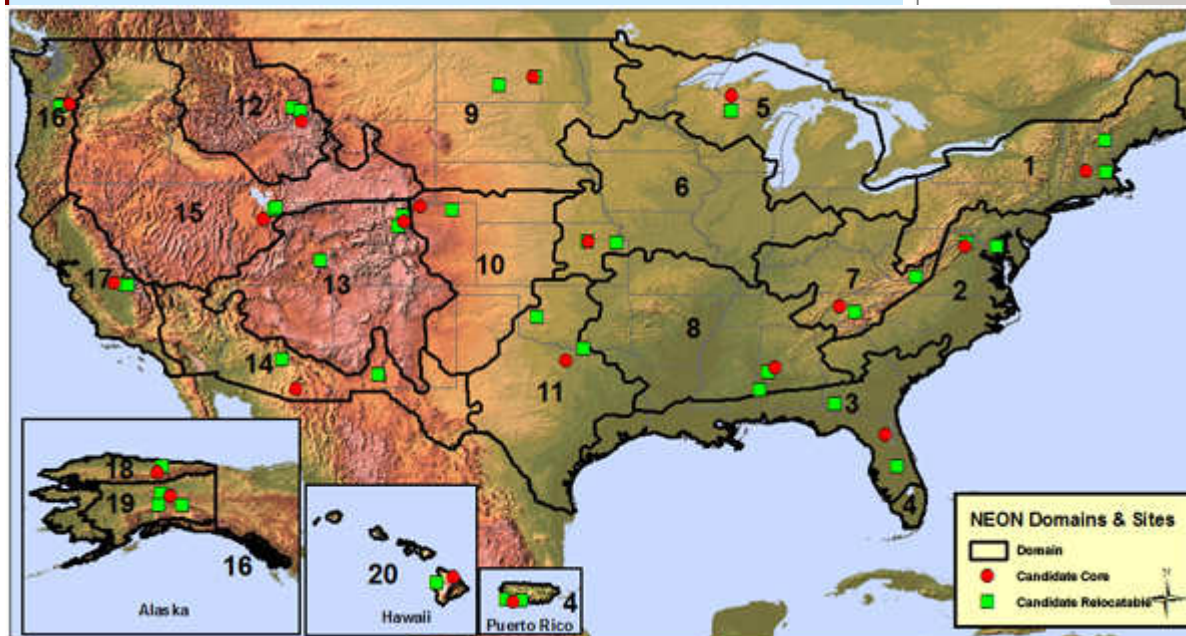 16
12
9
5
1
15
6
13
10
7
2
17
8
14
11
3
4
18
19
16
Alaska
20
Hawaii
4
Puerto Rico
NEON Domains & Sites
Domain
Candidate Core
Candidate Relocatable
N